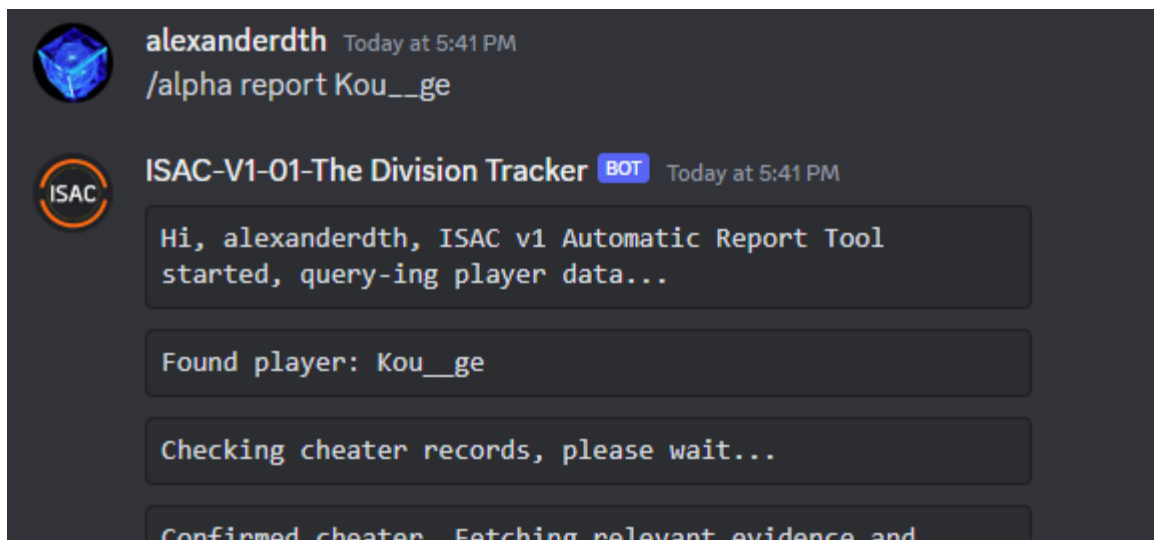 alexanderdth Today at 5:41 PM
/alpha report Kou__ge
ISAC-V1-01-The Division Tracker BOT Today at 5:41 PM
ISAC
Hi, alexanderdth, ISAC v1 Automatic Report Tool
started, query-ing player data...
Found player: Kou__ge
Checking cheater records, please wait...
Confirmed cheater. Fetching relevant evidence and